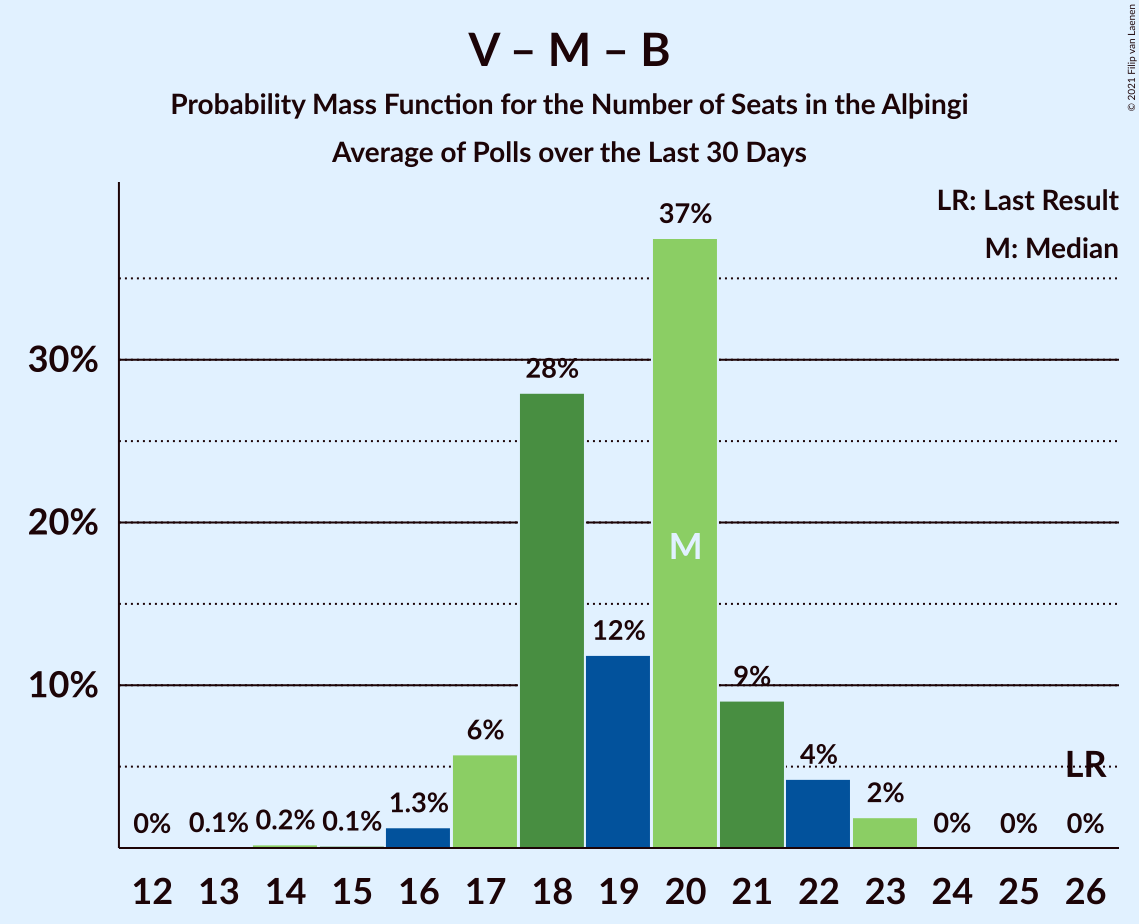 V – M – B
Probability Mass Function for the Number of Seats in the Alþingi
Average of Polls over the Last 30 Days
© 2021 Filip van Laenen
LR: Last Result
M: Median
37%
30%
28%
20%
M
12%
10%
9%
6%
4%
LR
2%
1.3%
0% 0.1% 0.2% 0.1% 0% 0% 0%
12 13 14 15 16 17 18 19 20 21 22 23 24 25 26